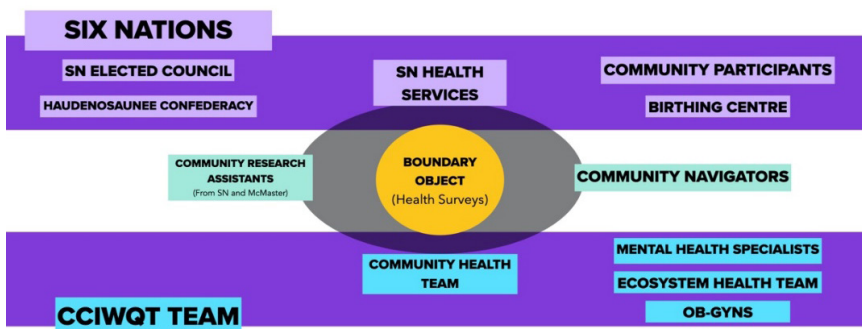 SIX NATIONS
SN ELECTED COUNCIL
HAUDENOSAUNEE CONFEDERACY
SN HEALTH
SERVICES
COMMUNITY PARTICIPANTS
BIRTHING CENTRE
COMMUNITY RESEARCH
ASSISTANTS
(From SN and McMaster)
BOUNDARY
OBJECT
(Health Surveys)
COMMUNITY NAVIGATORS
COMMUNITY HEALTH
TEAM
MENTAL HEALTH SPECIALISTS
ECOSYSTEM HEALTH TEAM
OB-GYNS
CCIWQT TEAM